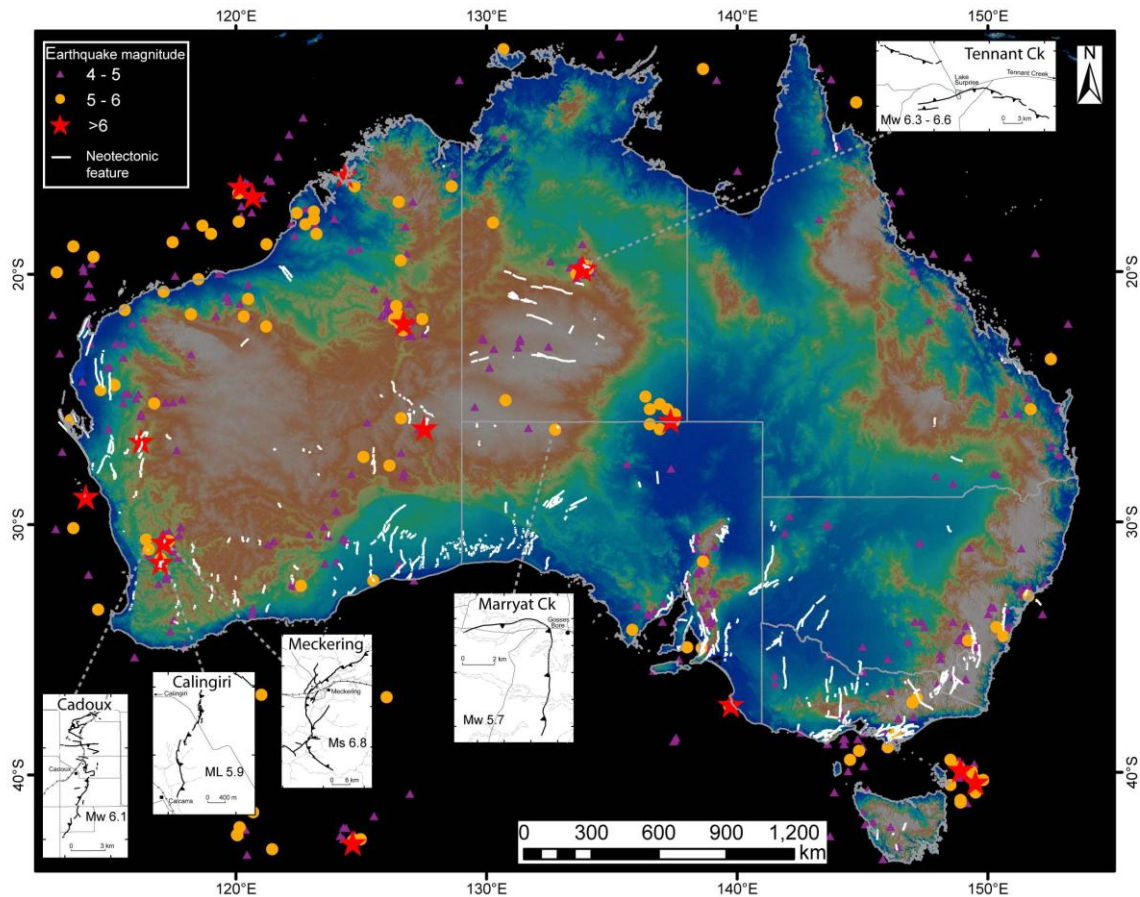 120°E 130°E 140°E 150°E
Earthquake magnitude
4 - 5
5 - 6
>6
Neotectonic
feature
Tennant Ck
Lake
Surprise
Tennant Creek
Mw 6.3 - 6.6
0 3 km
N
20°S
20°S
30°S
30°S
40°S
40°S
Cadoux
Cadoux
Mw 6.1
0 3 km
Calingiri
Calingiri
ML 5.9
0 400 m
Calcarra
Meckering
Meckering
Ms 6.8
0 6 km
Marryat Ck
Gosses
Bore
0 2 km
Mw 5.7
0 300 600 900 1,200
km
120°E 130°E 140°E 150°E